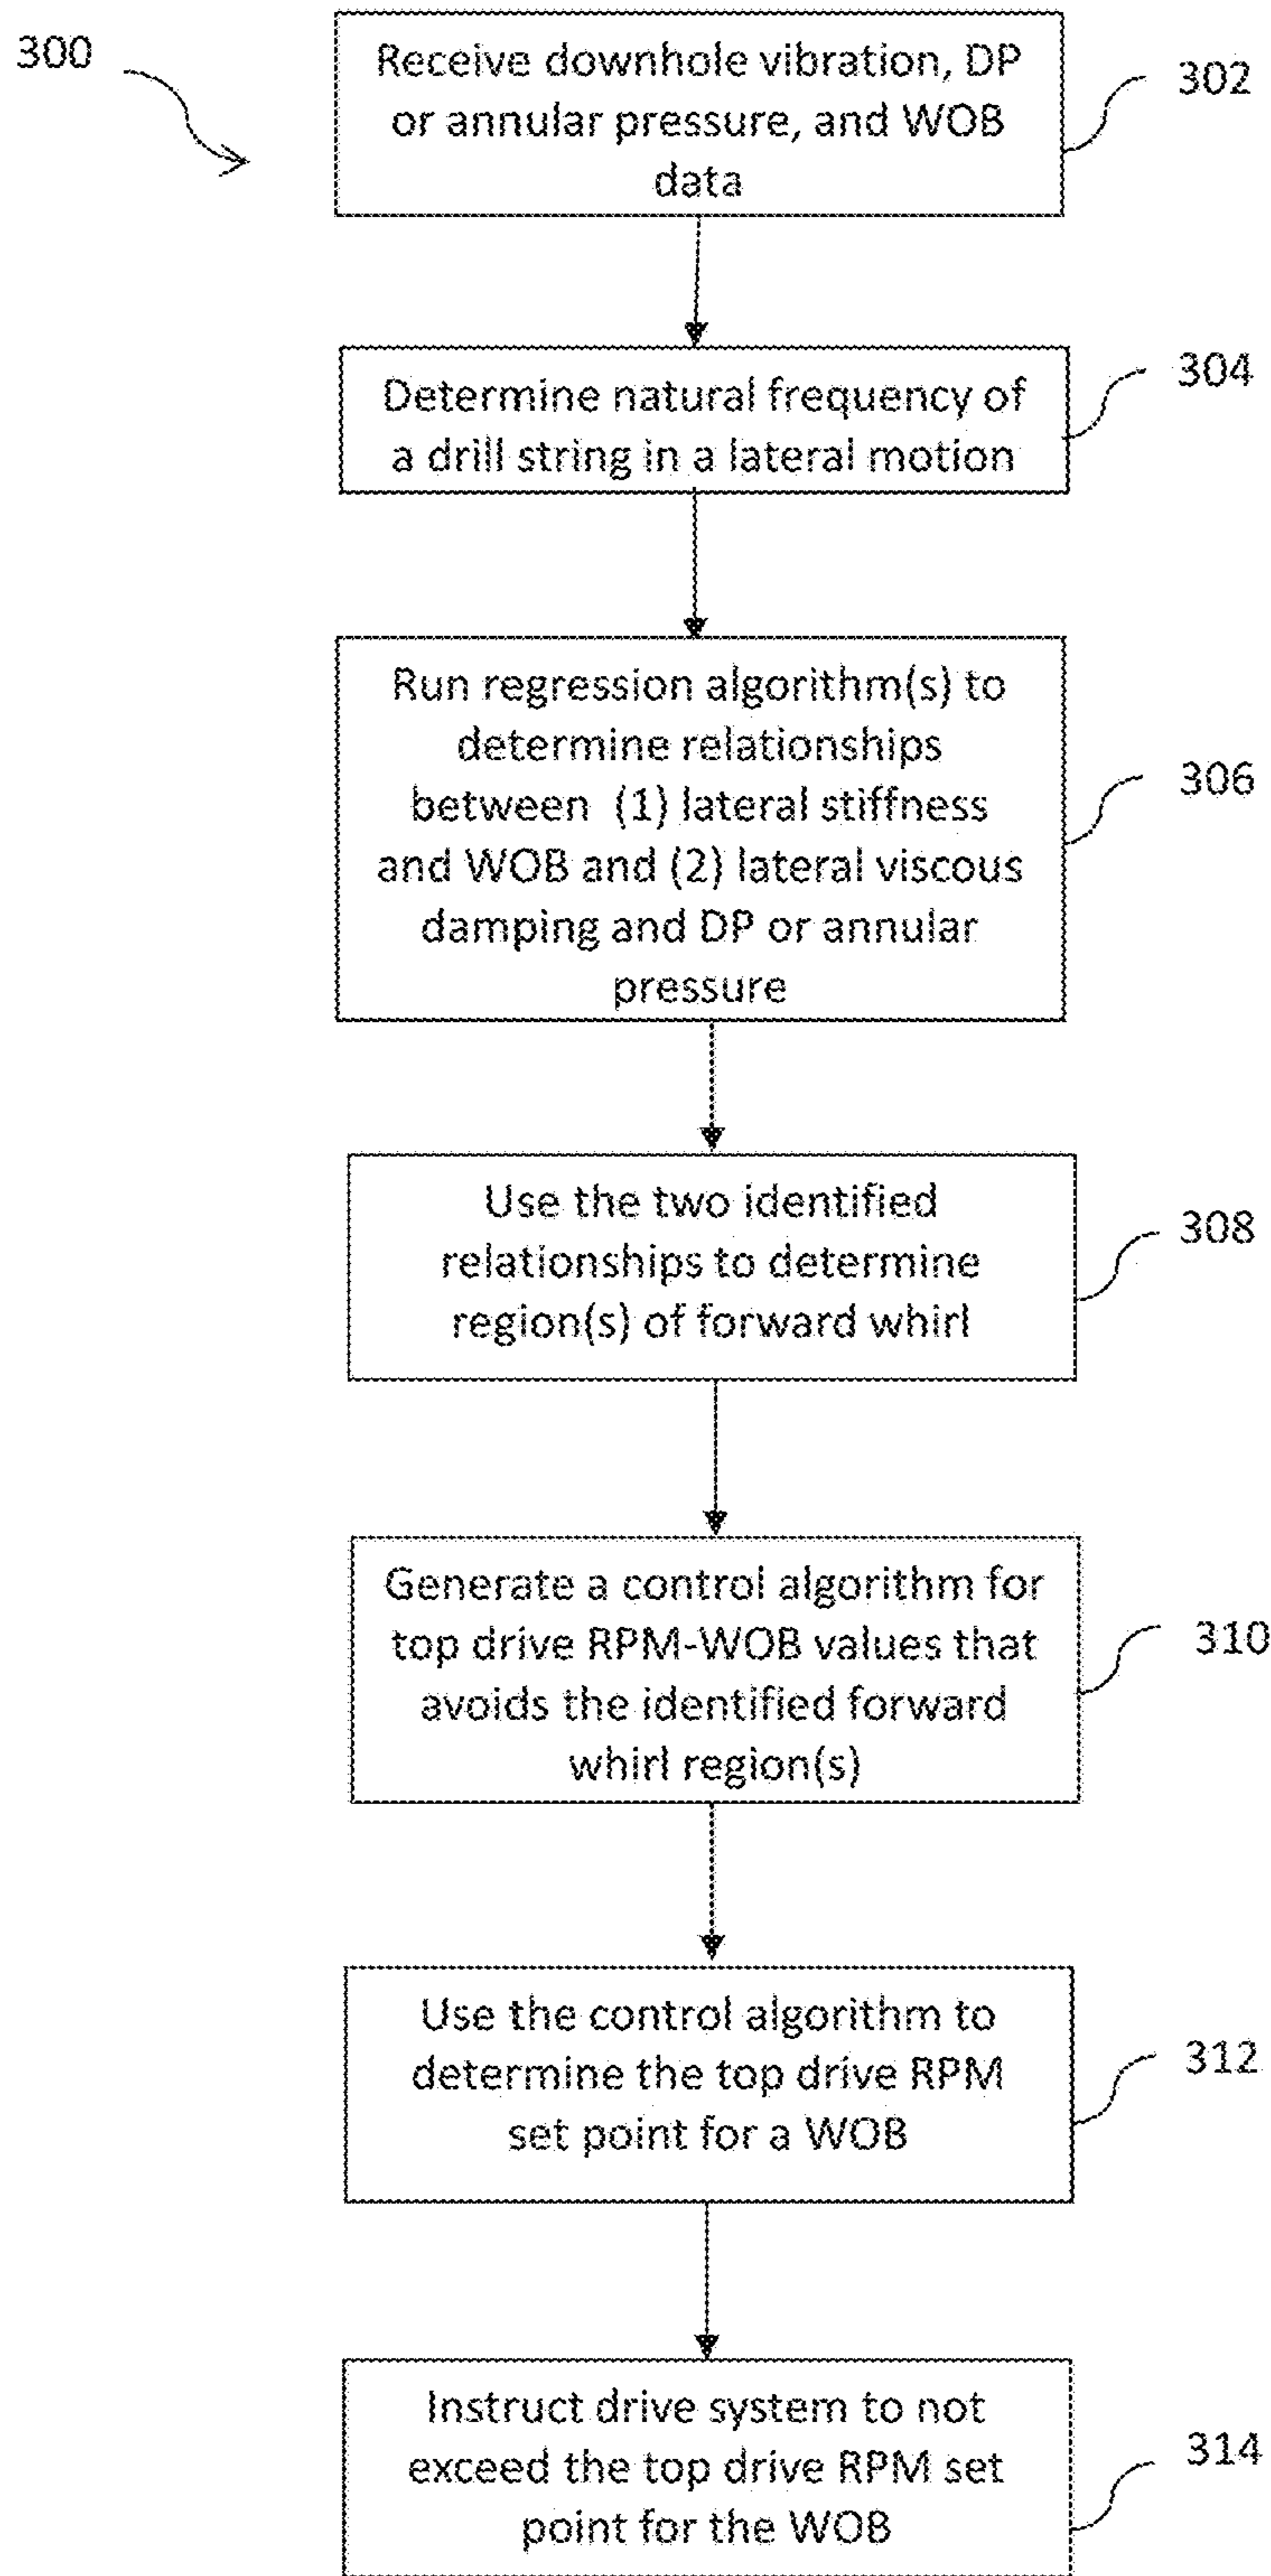 300
Receive downhole vibration, DP
or annular pressure, and WOB
data
302
Determine natural frequency of
a drill string in a lateral motion
304
Run regression algorithm(s) to
determine relationships
between (1) lateral stiffness
and WOB and (2) lateral viscous
damping and DP or annular
pressure
306
Use the two identified
relationships to determine
region(s) of forward whirl
308
Generate a control algorithm for
top drive RPM-WOB values that
avoids the identified forward
whirl region(s)
310
Use the control algorithm to
determine the top drive RPM
set point for a WOB
312
Instruct drive system to not
exceed the top drive RPM set
point for the WOB
314